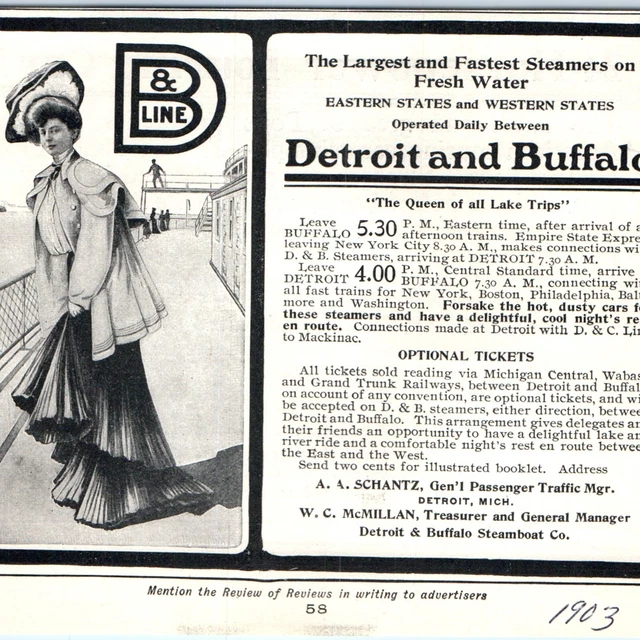 D & B
LINE
The Largest and Fastest Steamers on
Fresh Water
EASTERN STATES and WESTERN STATES
Operated Daily Between
Detroit and Buffalo
"The Queen of all Lake Trips"
Leave BUFFALO 5.30 P. M., Eastern time, after arrival of a
afternoon trains. Empire State Expre
leaving New York City 8.30 A. M., makes connections wi
D. & B. Steamers, arriving at DETROIT 7.30 A. M.
Leave DETROIT 4.00 P. M., Central Standard time, arrive
BUFFALO 7.30 A. M., connecting wi
all fast trains for New York, Boston, Philadelphia, Bal
more and Washington. Forsake the hot, dusty cars f
these steamers and have a delightful, cool night's re
en route. Connections made at Detroit with D. & C. Lin
to Mackinac.
OPTIONAL TICKETS
All tickets sold reading via Michigan Central, Wabas
and Grand Trunk Railways, between Detroit and Buffal
on account of any convention, are optional tickets, and wi
be accepted on D. & B. steamers, either direction, betwe
Detroit and Buffalo. This arrangement gives delegates an
their friends an opportunity to have a delightful lake an
river ride and a comfortable night's rest en route betwe
the East and the West.
Send two cents for illustrated booklet. Address
A. A. SCHANTZ, Gen'l Passenger Traffic Mgr.
DETROIT, MICH.
W. C. McMILLAN, Treasurer and General Manager
Detroit & Buffalo Steamboat Co.
Mention the Review of Reviews in writing to advertisers
58
1903